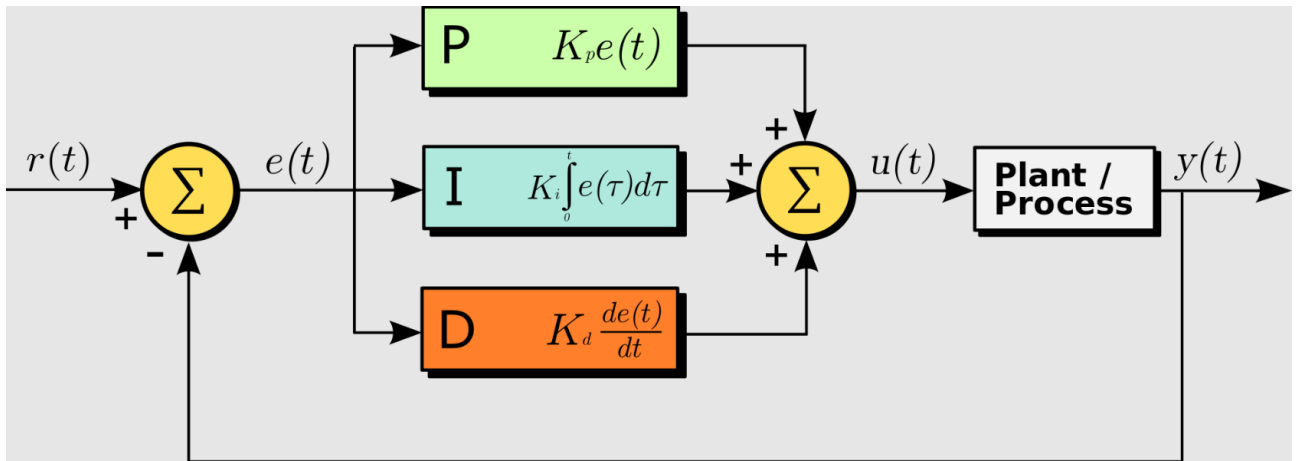 P K_p e(t)
r(t) + - Σ e(t)
I K_i ∫_0^t e(τ)dτ
+ + + Σ u(t)
Plant /
Process
y(t)
D K_d de(t)/dt